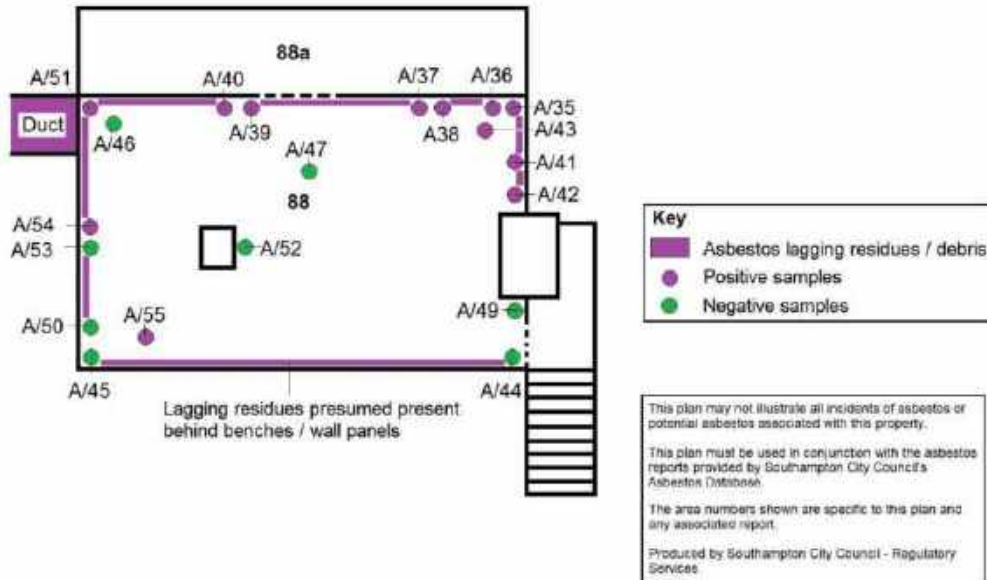 88a
A/51
A/40
A/37
A/36
A/35
Duct
A/46
A/39
A38
A/43
A/47
A/41
88
A/42
A/54
A/53
A/52
A/50
A/55
A/49
A/45
A/44
Lagging residues presumed present
behind benches / wall panels
Key
Asbestos lagging residues / debris
Positive samples
Negative samples
This plan may not illustrate all incidents of asbestos or
potential asbestos associated with this property.
This plan must be used in conjunction with the asbestos
reports provided by Southampton City Council's
Asbestos Database.
The area numbers shown are specific to this plan and
any associated report.
Produced by Southampton City Council - Regulatory
Services